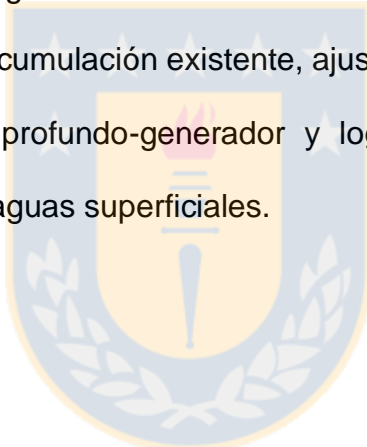 cumulación existente, ajus
profundo-generador y log
aguas superficiales.